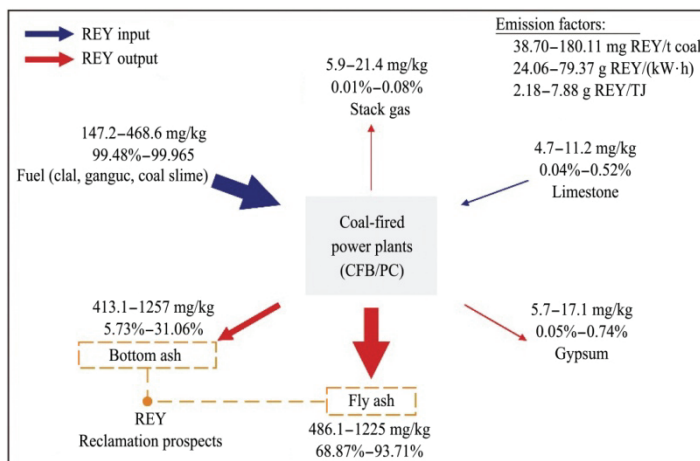 REY input
REY output
Emission factors:
38.70–180.11 mg REY/t coal
24.06–79.37 g REY/(kW·h)
2.18–7.88 g REY/TJ
5.9–21.4 mg/kg
0.01%–0.08%
Stack gas
147.2–468.6 mg/kg
99.48%–99.965
Fuel (clal, ganguc, coal slime)
4.7–11.2 mg/kg
0.04%–0.52%
Limestone
Coal-fired
power plants
(CFB/PC)
413.1–1257 mg/kg
5.73%–31.06%
Bottom ash
5.7–17.1 mg/kg
0.05%–0.74%
Gypsum
REY
Reclamation prospects
Fly ash
486.1–1225 mg/kg
68.87%–93.71%